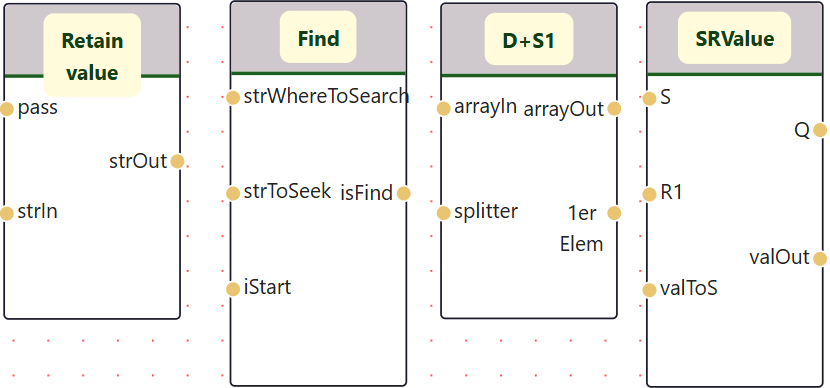 Retain
value
pass
strOut
strIn
Find
strWhereToSearch
strToSeek
isFind
iStart
D+S1
arrayIn
arrayOut
splitter
1er
Elem
SRValue
S
Q
R1
valOut
valToS